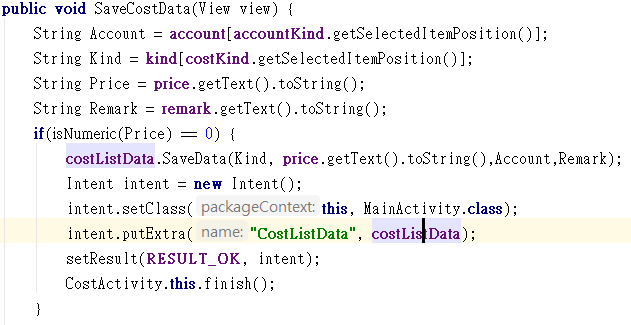 public void SaveCostData(View view) {
String Account = account[accountKind.getSelectedItemPosition()];
String Kind = kind[costKind.getSelectedItemPosition()];
String Price = price.getText().toString();
String Remark = remark.getText().toString();
if(isNumeric(Price) == 0) {
costListData.SaveData(Kind, price.getText().toString(),Account,Remark);
Intent intent = new Intent();
intent.setClass( packageContext: this, MainActivity.class);
intent.putExtra( name: "CostListData", costListData);
setResult(RESULT_OK, intent);
CostActivity.this.finish();
}